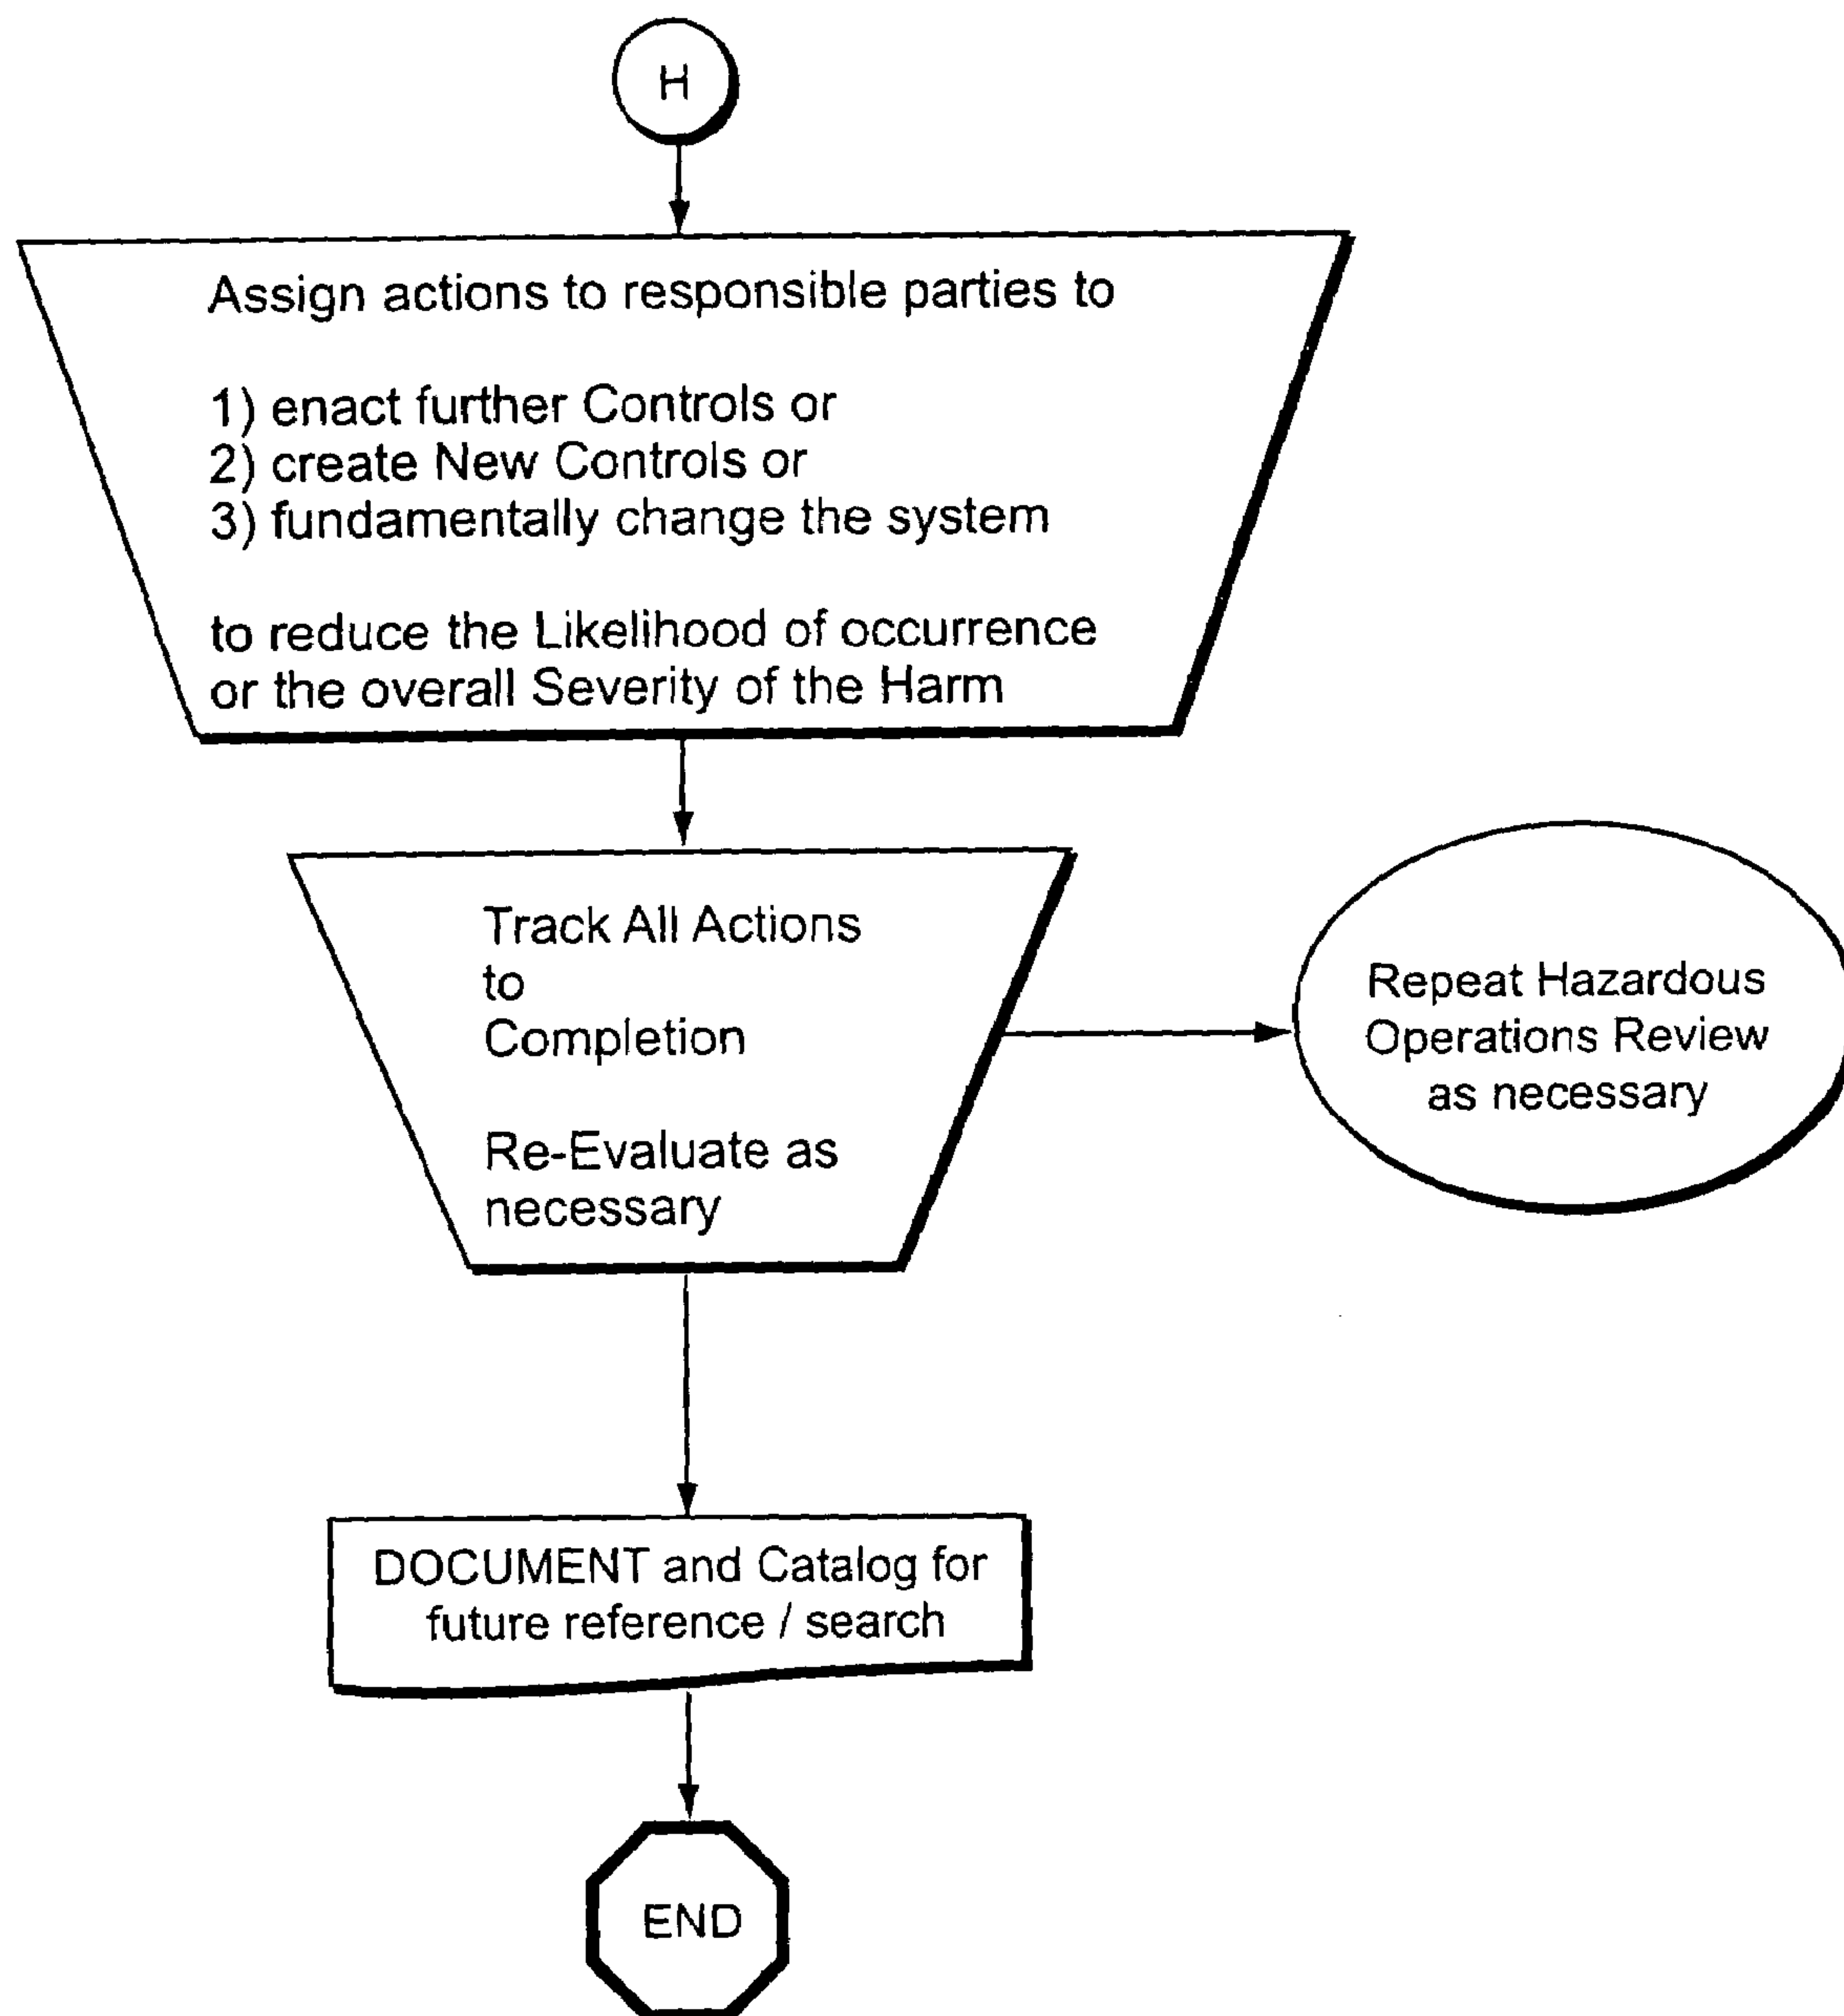 H
Assign actions to responsible parties to
1) enact further Controls or
2) create New Controls or
3) fundamentally change the system
to reduce the Likelihood of occurrence
or the overall Severity of the Harm
Track All Actions
to
Completion
Re-Evaluate as
necessary
Repeat Hazardous
Operations Review
as necessary
DOCUMENT and Catalog for
future reference / search
END